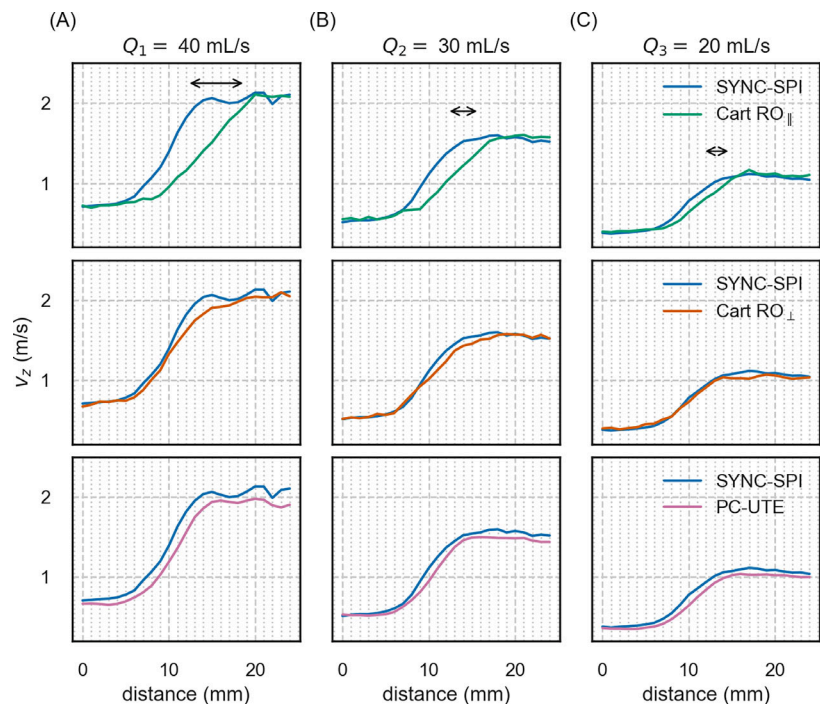 (A) (B) (C)
Q1 = 40 mL/s Q2 = 30 mL/s Q3 = 20 mL/s
2
1
SYNC-SPI
Cart RO∥
2
1
SYNC-SPI
Cart RO⊥
vz (m/s)
2
1
SYNC-SPI
PC-UTE
0 10 20 0 10 20 0 10 20
distance (mm) distance (mm) distance (mm)